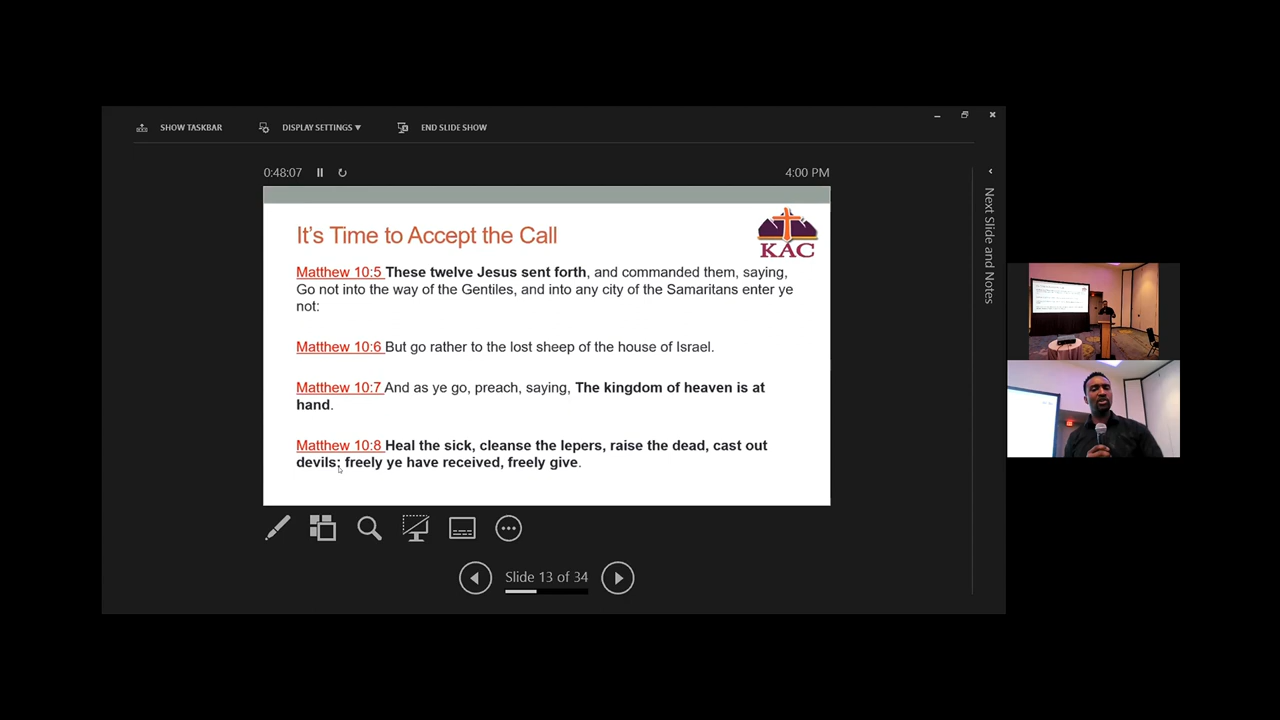 SHOW TASKBAR
DISPLAY SETTINGS ▼
END SLIDE SHOW
0:48:07
4:00 PM
It's Time to Accept the Call
KAC
Matthew 10:5 These twelve Jesus sent forth, and commanded them, saying,
Go not into the way of the Gentiles, and into any city of the Samaritans enter ye
not:
Matthew 10:6 But go rather to the lost sheep of the house of Israel.
Matthew 10:7 And as ye go, preach, saying, The kingdom of heaven is at
hand.
Matthew 10:8 Heal the sick, cleanse the lepers, raise the dead, cast out
devils; freely ye have received, freely give.
Slide 13 of 34
Next Slide and Notes